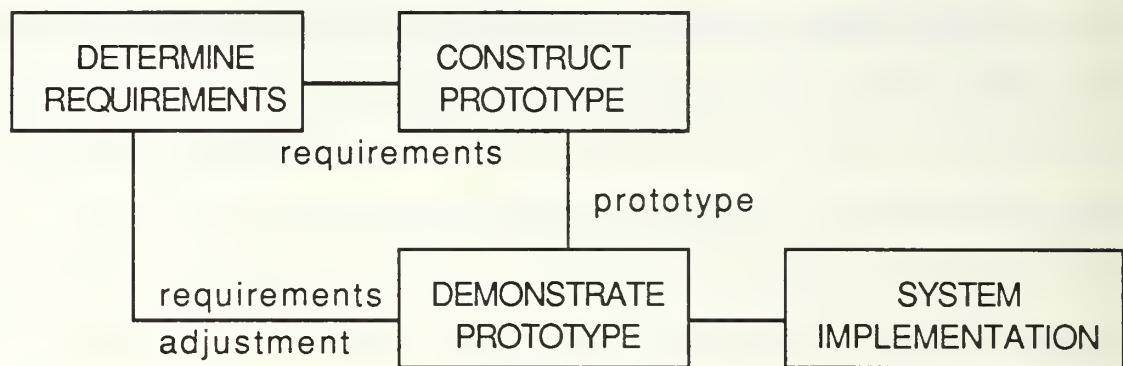 DETERMINE
REQUIREMENTS
CONSTRUCT
PROTOTYPE
requirements
prototype
requirements
adjustment
DEMONSTRATE
PROTOTYPE
SYSTEM
IMPLEMENTATION